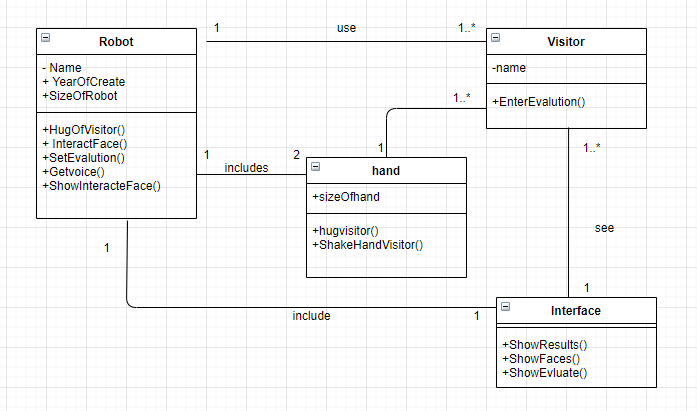 Robot
- Name
+ YearOfCreate
+SizeOfRobot
+HugOfVisitor()
+ InteractFace()
+SetEvalution()
+Getvoice()
+ShowInteracteFace()
1
use
1..*
Visitor
-name
+EnterEvalution()
1..*
1
1
includes
2
hand
+sizeOfhand
+hugvisitor()
+ShakeHandVisitor()
1..*
see
1
1
include
1
Interface
+ShowResults()
+ShowFaces()
+ShowEvluate()